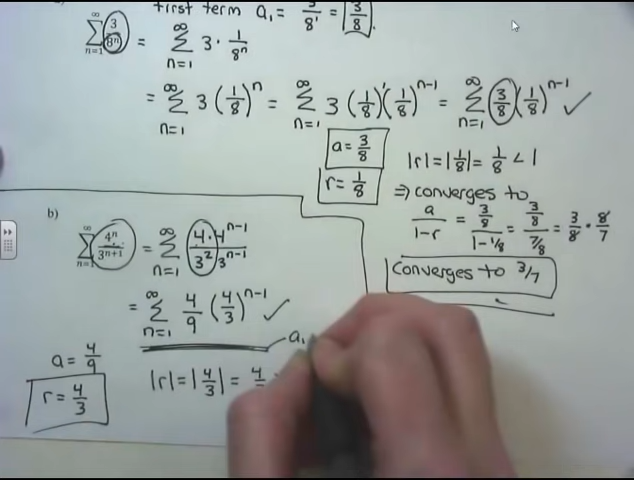 first term a₁ = 3/8¹ = 3/8.
∞∑n=1 3/8ⁿ = ∞∑n=1 3 · 1/8ⁿ
= ∞∑n=1 3 (1/8)ⁿ = ∞∑n=1 3 (1/8)¹(1/8)ⁿ⁻¹ = ∞∑n=1 (3/8)(1/8)ⁿ⁻¹ ✓
a = 3/8
r = 1/8
|r| = |1/8| = 1/8 < 1
⇒ converges to
a/(1-r) = (3/8)/(1-1/8) = (3/8)/(7/8) = 3/8 · 8/7
Converges to 3/7
b)
∞∑n=1 4ⁿ/3ⁿ⁺¹ = ∞∑n=1 (4·4ⁿ⁻¹)/(3² 3ⁿ⁻¹)
= ∞∑n=1 4/9 (4/3)ⁿ⁻¹ ✓
a₁
a = 4/9
r = 4/3
|r| = |4/3| = 4/